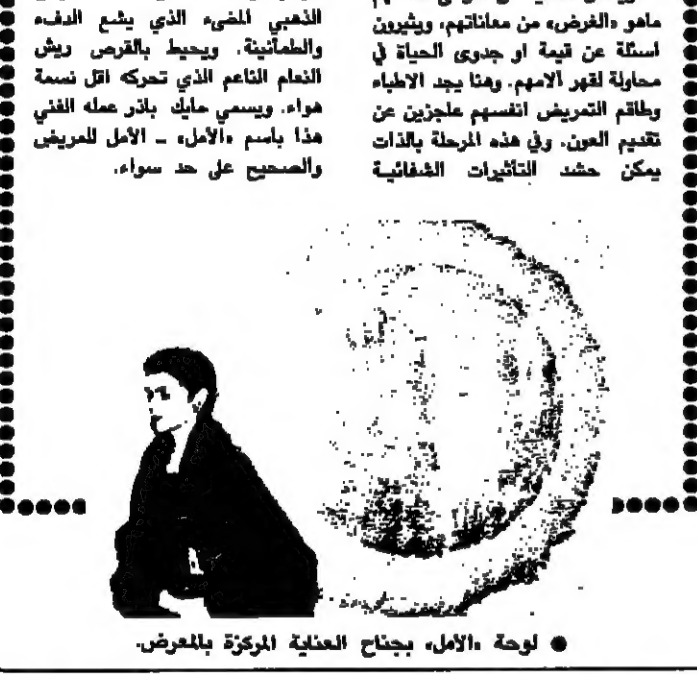 ماهو «الغرض» من معاناتهم، ويثيرون
اسئلة عن قيمة او جدوى الحياة في
محاولة لقهر آلامهم. وهنا يجد الاطباء
وطاقم التمريض انفسهم عاجزين عن
تقديم العون. وفي هذه المرحلة بالذات
يمكن حشد التأثيرات الشفائية
الذهبي المضيء الذي يشع الدفء
والطمأنينة. ويحيط بالقرص ريش
النعام الناعم الذي تحركه اقل نسمة
هواء. ويسمي مايك باذر عمله الفني
هذا باسم «الأمل» – الأمل للمريض
والصحيح على حد سواء.
● لوحة «الأمل» بجناح العناية المركزة بالمعرض.